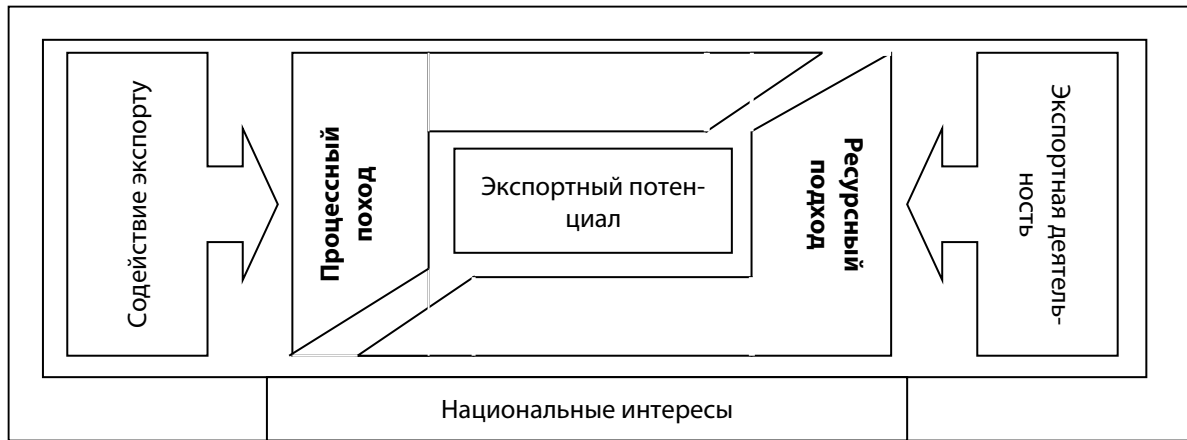 Содействие экспорту
Процессный
поход
Экспортный потен-
циал
Ресурсный
подход
Экспортная деятель-
ность
Национальные интересы